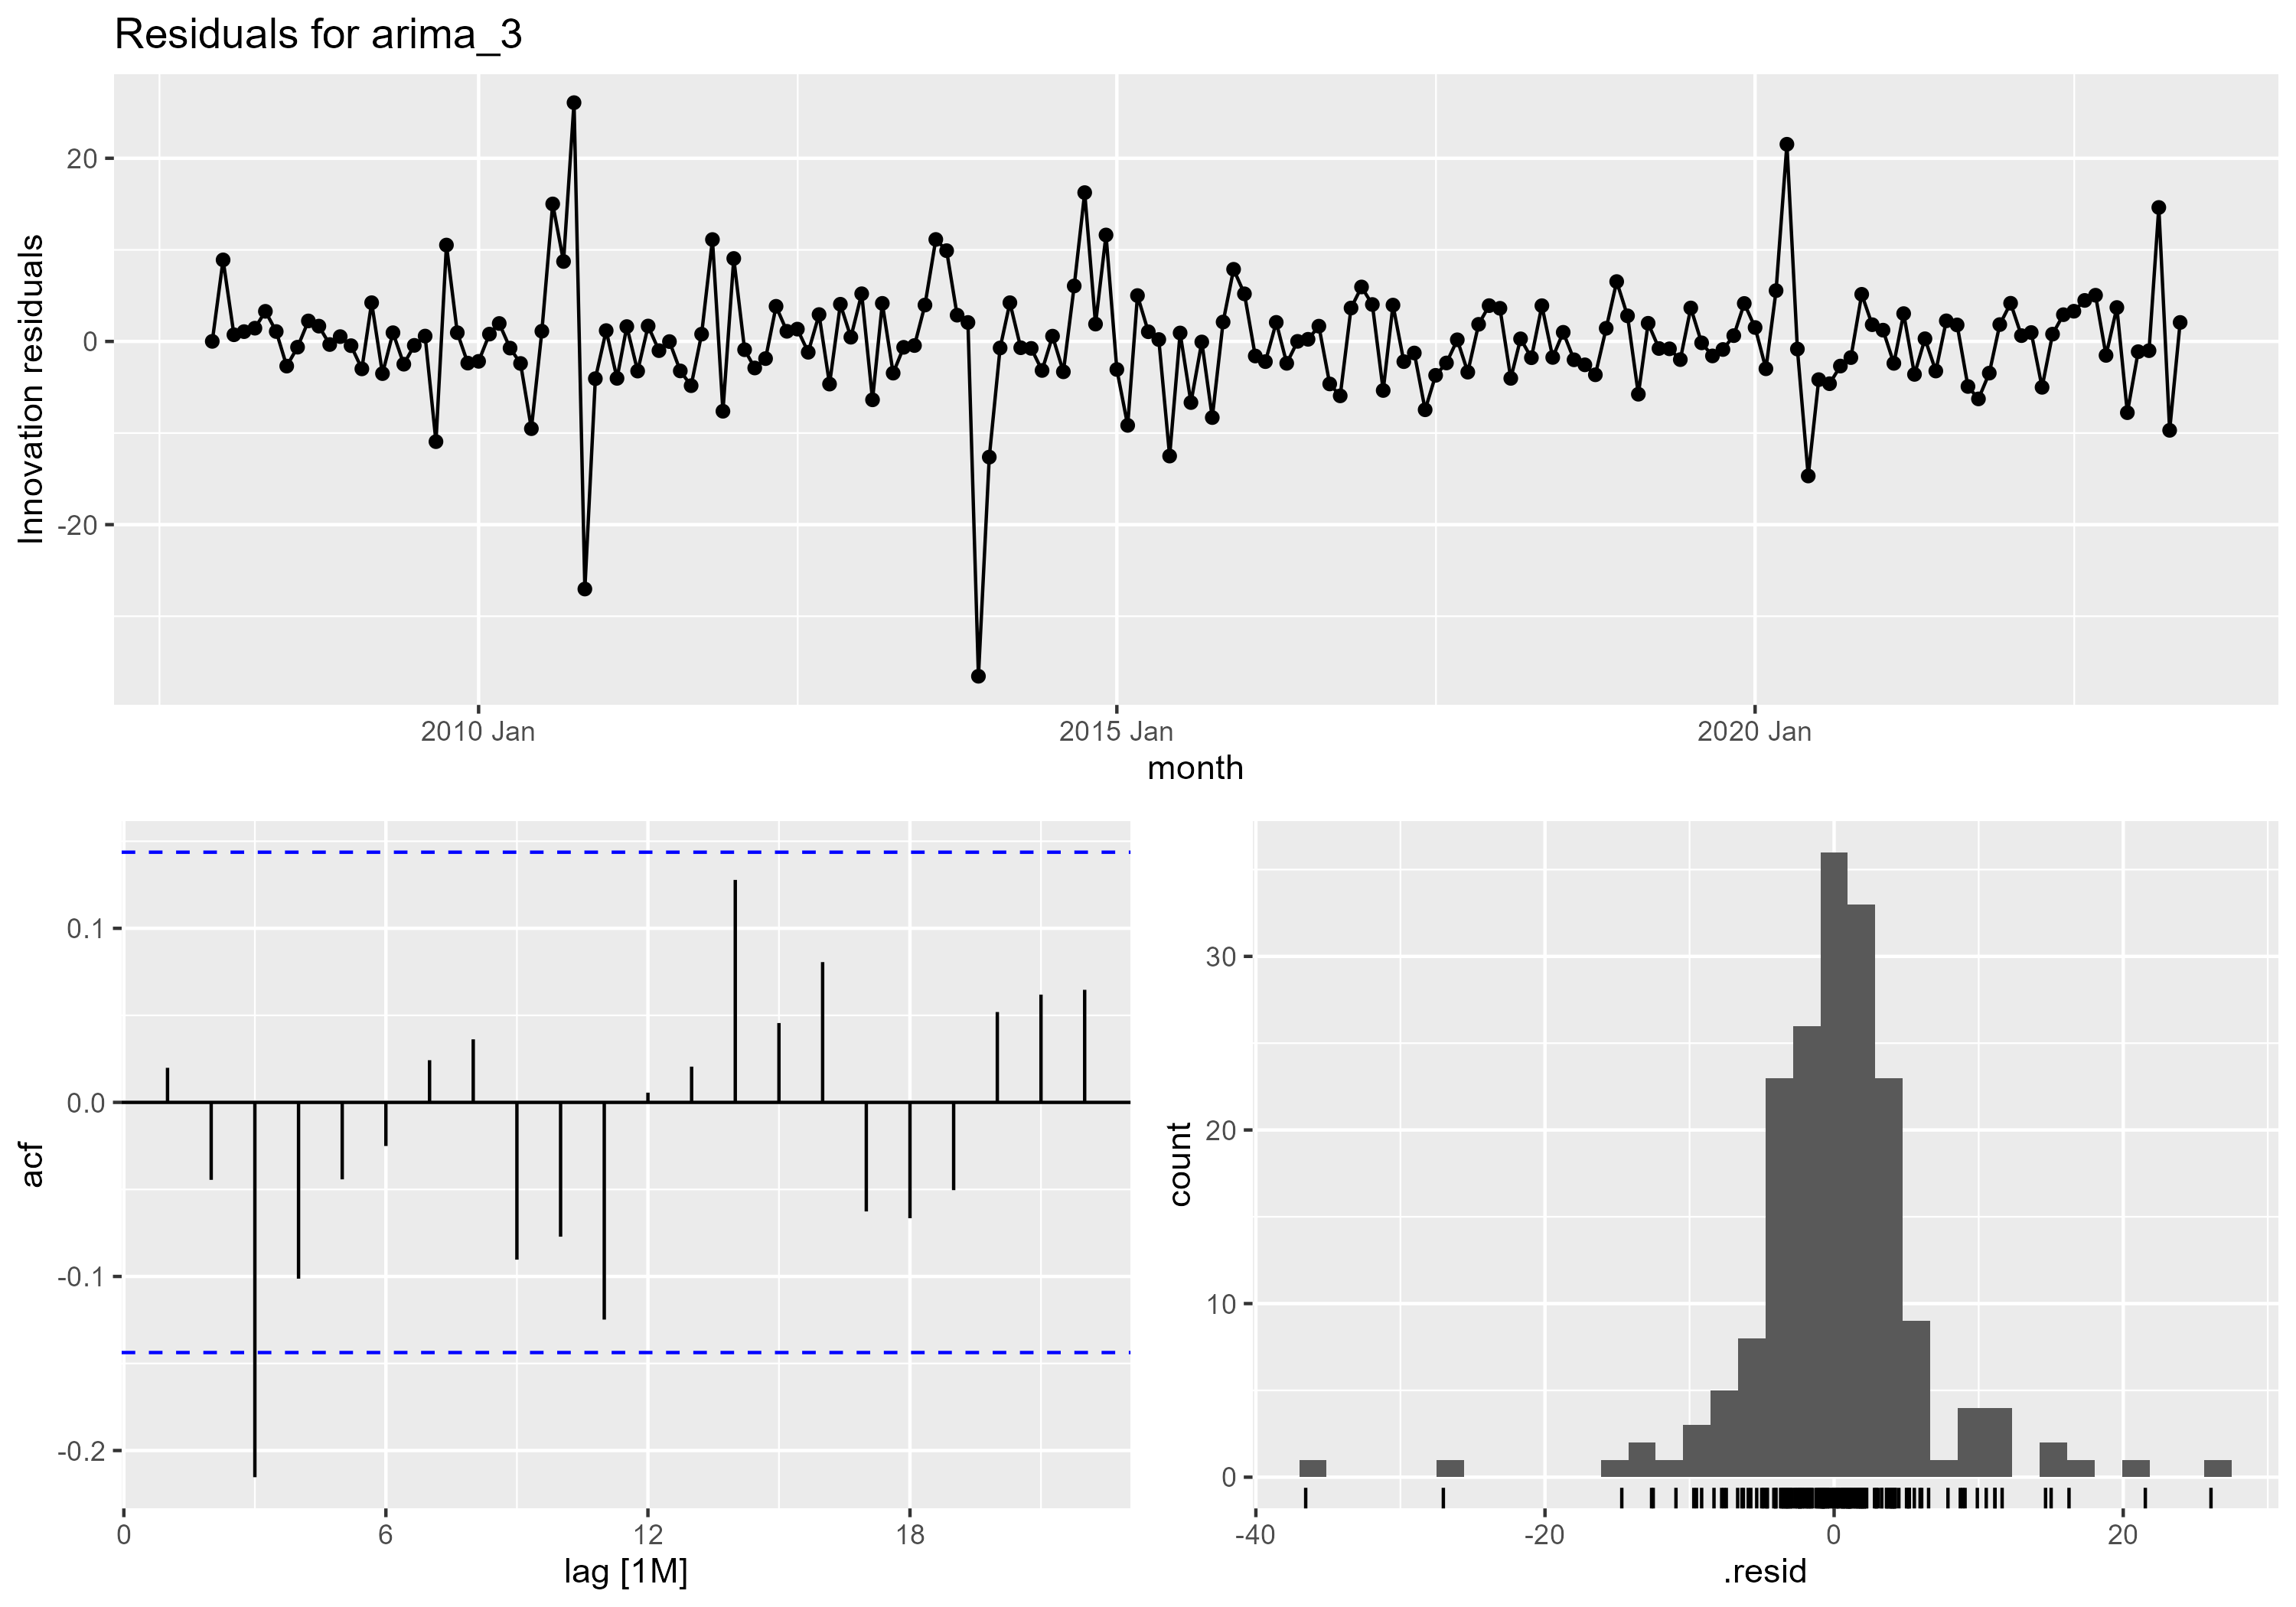 Residuals for arima_3
Innovation residuals
20
0
-20
2010 Jan
2015 Jan
2020 Jan
month
acf
0.1
0.0
-0.1
-0.2
0
6
12
18
lag [1M]
count
30
20
10
0
-40
-20
0
20
.resid